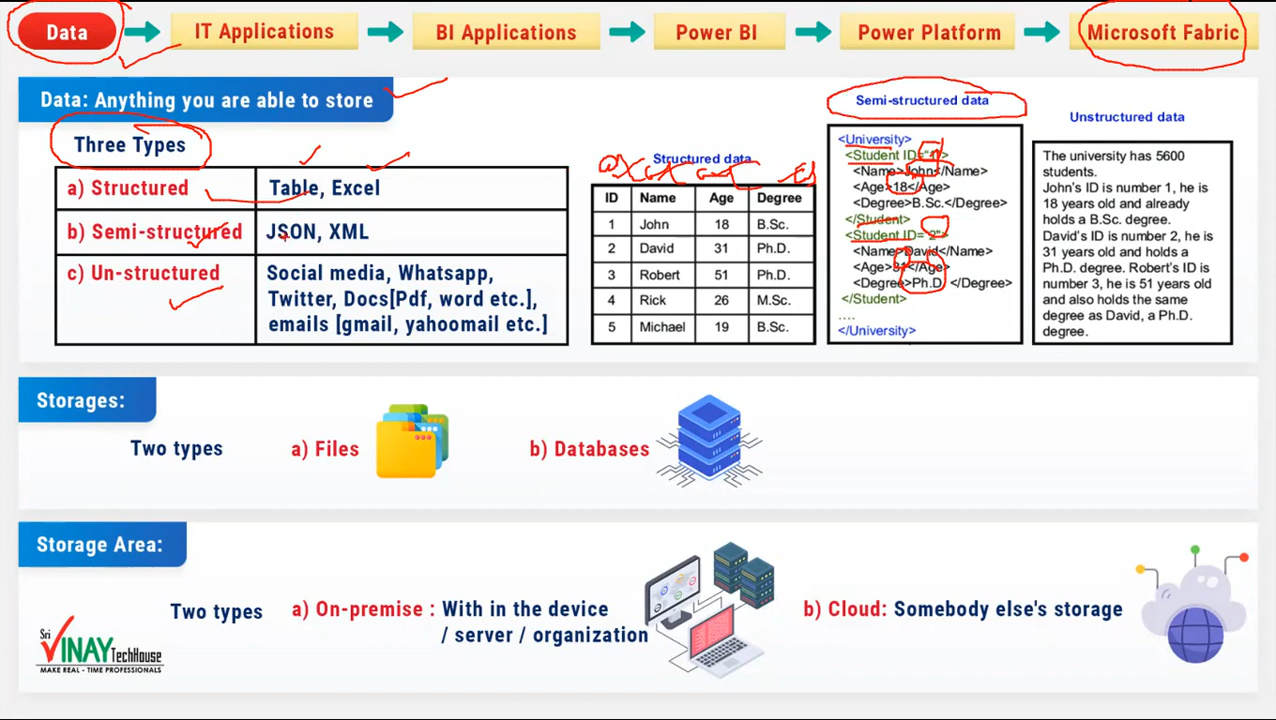 Data
IT Applications
BI Applications
Power BI
Power Platform
Microsoft Fabric
Data: Anything you are able to store
Three Types
a) Structured
Table, Excel
b) Semi-structured
JSON, XML
c) Un-structured
Social media, Whatsapp,
Twitter, Docs[Pdf, word etc.],
emails [gmail, yahoomail etc.]
Structured data
ID Name Age Degree
1 John 18 B.Sc.
2 David 31 Ph.D.
3 Robert 51 Ph.D.
4 Rick 26 M.Sc.
5 Michael 19 B.Sc.
Semi-structured data
<University>
<Student ID="1">
<Name>John</Name>
<Age>18</Age>
<Degree>B.Sc.</Degree>
</Student>
<Student ID="2">
<Name>David</Name>
<Age>31</Age>
<Degree>Ph.D. </Degree>
</Student>
....
</University>
Unstructured data
The university has 5600
students.
John's ID is number 1, he is
18 years old and already
holds a B.Sc. degree.
David's ID is number 2, he is
31 years old and holds a
Ph.D. degree. Robert's ID is
number 3, he is 51 years old
and also holds the same
degree as David, a Ph.D.
degree.
Storages:
Two types
a) Files
b) Databases
Storage Area:
Two types
a) On-premise : With in the device
/ server / organization
b) Cloud: Somebody else's storage
Sri
VINAY TechHouse
MAKE REAL - TIME PROFESSIONALS